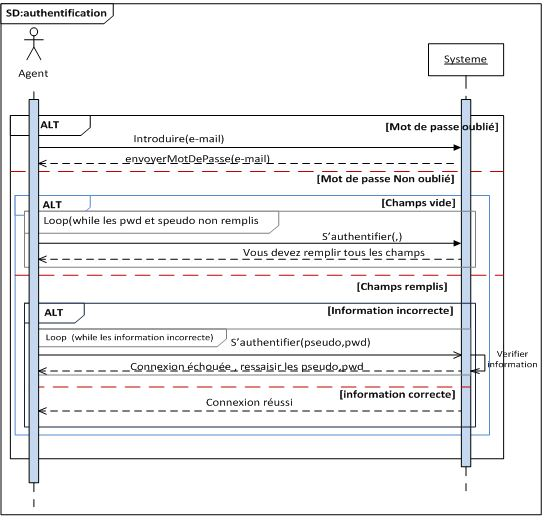 SD:authentification
Agent
Systeme
ALT
[Mot de passe oublié]
Introduire(e-mail)
envoyerMotDePasse(e-mail)
[Mot de passe Non oublié]
ALT
[Champs vide]
Loop(while les pwd et speudo non remplis
S'authentifier(,)
Vous devez remplir tous les champs
[Champs remplis]
ALT
[Information incorrecte]
Loop (while les information incorrecte)
S'authentifier(pseudo,pwd)
Verifier
information
Connexion échouée , ressaisir les pseudo,pwd
[information correcte]
Connexion réussi